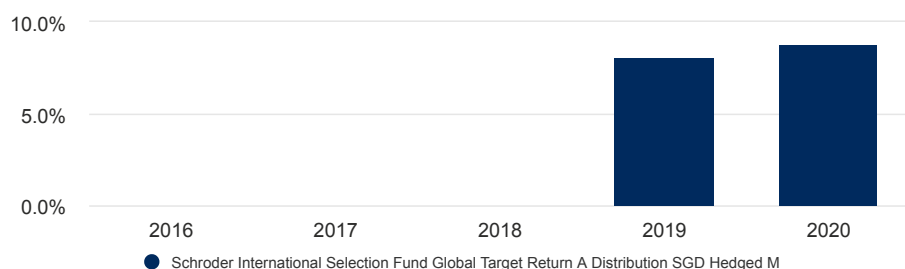 10.0%
5.0%
0.0%
2016 2017 2018 2019 2020
Schroder International Selection Fund Global Target Return A Distribution SGD Hedged M